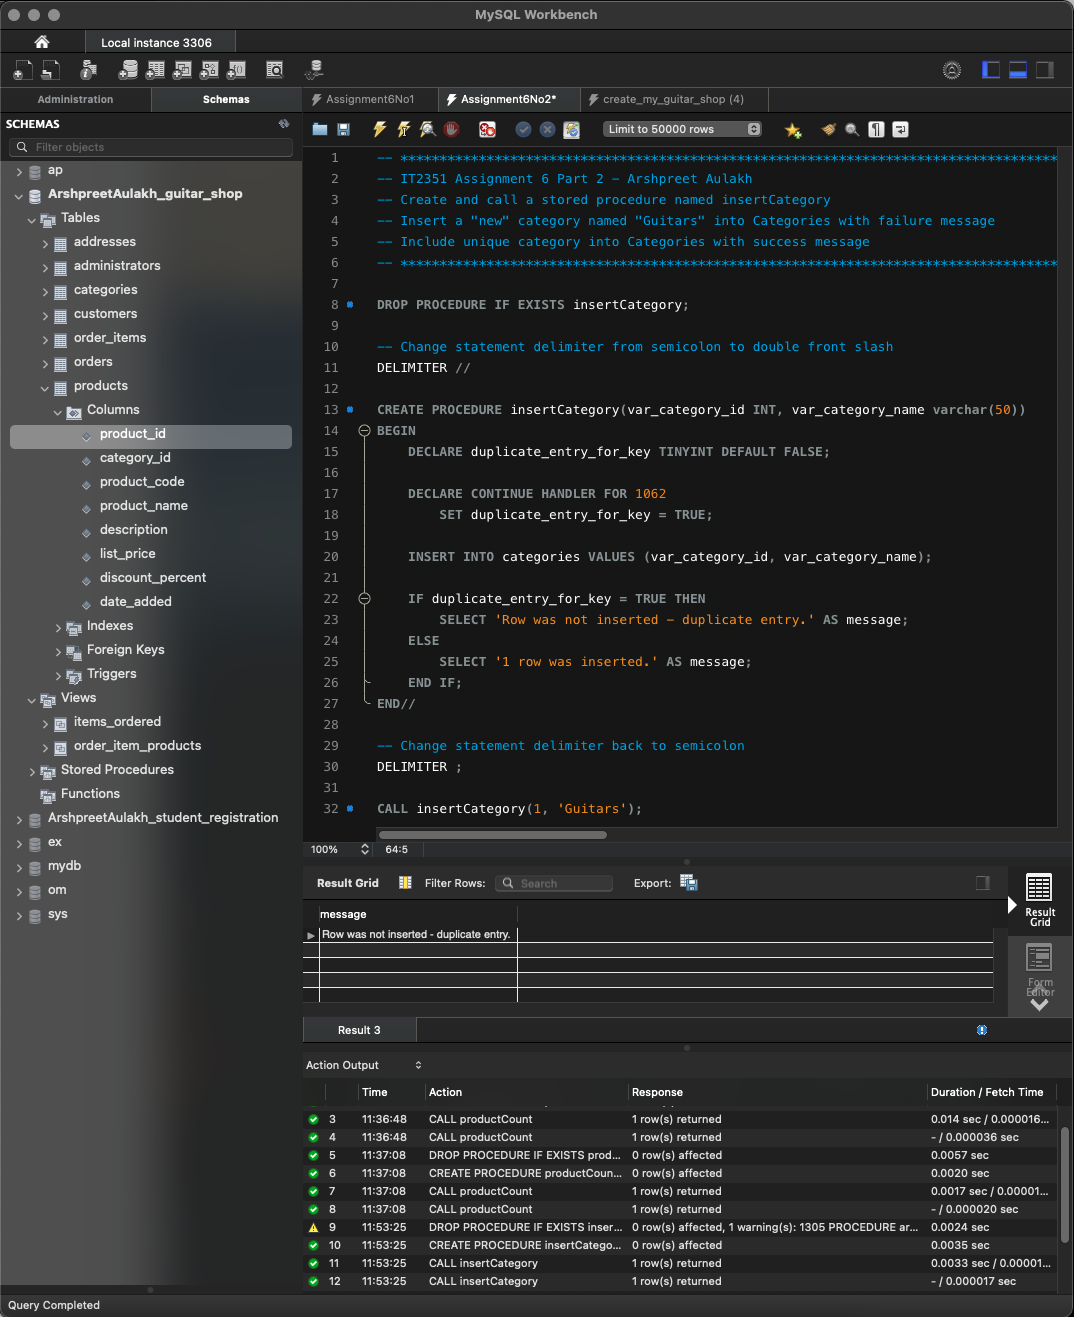 MySQL Workbench
Local instance 3306
Administration
Schemas
Assignment6No1
Assignment6No2*
create_my_guitar_shop (4)
SCHEMAS
Filter objects
Limit to 50000 rows
ap
ArshpreetAulakh_guitar_shop
Tables
addresses
administrators
categories
customers
order_items
orders
products
Columns
product_id
category_id
product_code
product_name
description
list_price
discount_percent
date_added
Indexes
Foreign Keys
Triggers
Views
items_ordered
order_item_products
Stored Procedures
Functions
ArshpreetAulakh_student_registration
ex
mydb
om
sys
1 -- ************************************************************************************
2 -- IT2351 Assignment 6 Part 2 - Arshpreet Aulakh
3 -- Create and call a stored procedure named insertCategory
4 -- Insert a "new" category named "Guitars" into Categories with failure message
5 -- Include unique category into Categories with success message
6 -- ************************************************************************************
7
8 DROP PROCEDURE IF EXISTS insertCategory;
9
10 -- Change statement delimiter from semicolon to double front slash
11 DELIMITER //
12
13 CREATE PROCEDURE insertCategory(var_category_id INT, var_category_name varchar(50))
14 BEGIN
15 DECLARE duplicate_entry_for_key TINYINT DEFAULT FALSE;
16
17 DECLARE CONTINUE HANDLER FOR 1062
18 SET duplicate_entry_for_key = TRUE;
19
20 INSERT INTO categories VALUES (var_category_id, var_category_name);
21
22 IF duplicate_entry_for_key = TRUE THEN
23 SELECT 'Row was not inserted - duplicate entry.' AS message;
24 ELSE
25 SELECT '1 row was inserted.' AS message;
26 END IF;
27 END//
28
29 -- Change statement delimiter back to semicolon
30 DELIMITER ;
31
32 CALL insertCategory(1, 'Guitars');
100% 64:5
Result Grid Filter Rows: Search Export:
message
Row was not inserted - duplicate entry.
Result Grid
Form Editor
Result 3
Action Output
Time Action Response Duration / Fetch Time
3 11:36:48 CALL productCount 1 row(s) returned 0.014 sec / 0.000016...
4 11:36:48 CALL productCount 1 row(s) returned - / 0.000036 sec
5 11:37:08 DROP PROCEDURE IF EXISTS prod... 0 row(s) affected 0.0057 sec
6 11:37:08 CREATE PROCEDURE productCoun... 0 row(s) affected 0.0020 sec
7 11:37:08 CALL productCount 1 row(s) returned 0.0017 sec / 0.00001...
8 11:37:08 CALL productCount 1 row(s) returned - / 0.000020 sec
9 11:53:25 DROP PROCEDURE IF EXISTS inser... 0 row(s) affected, 1 warning(s): 1305 PROCEDURE ar... 0.0024 sec
10 11:53:25 CREATE PROCEDURE insertCatego... 0 row(s) affected 0.0035 sec
11 11:53:25 CALL insertCategory 1 row(s) returned 0.0033 sec / 0.00001...
12 11:53:25 CALL insertCategory 1 row(s) returned - / 0.000017 sec
Query Completed